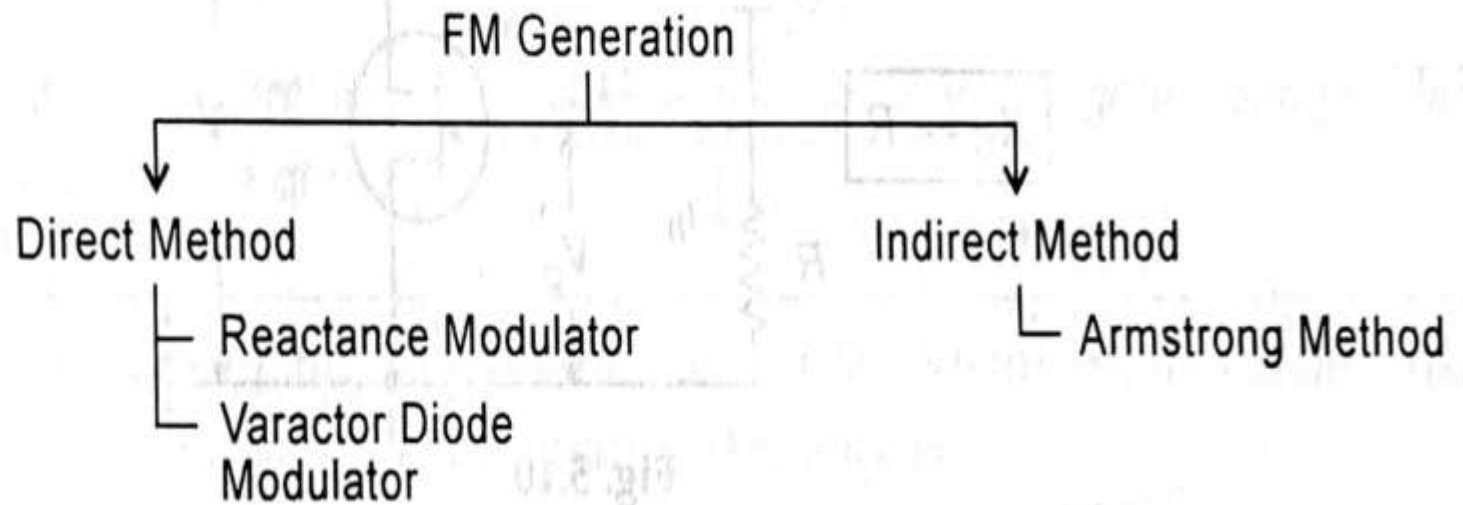 FM Generation
Direct Method
Reactance Modulator
Varactor Diode
Modulator
Indirect Method
Armstrong Method